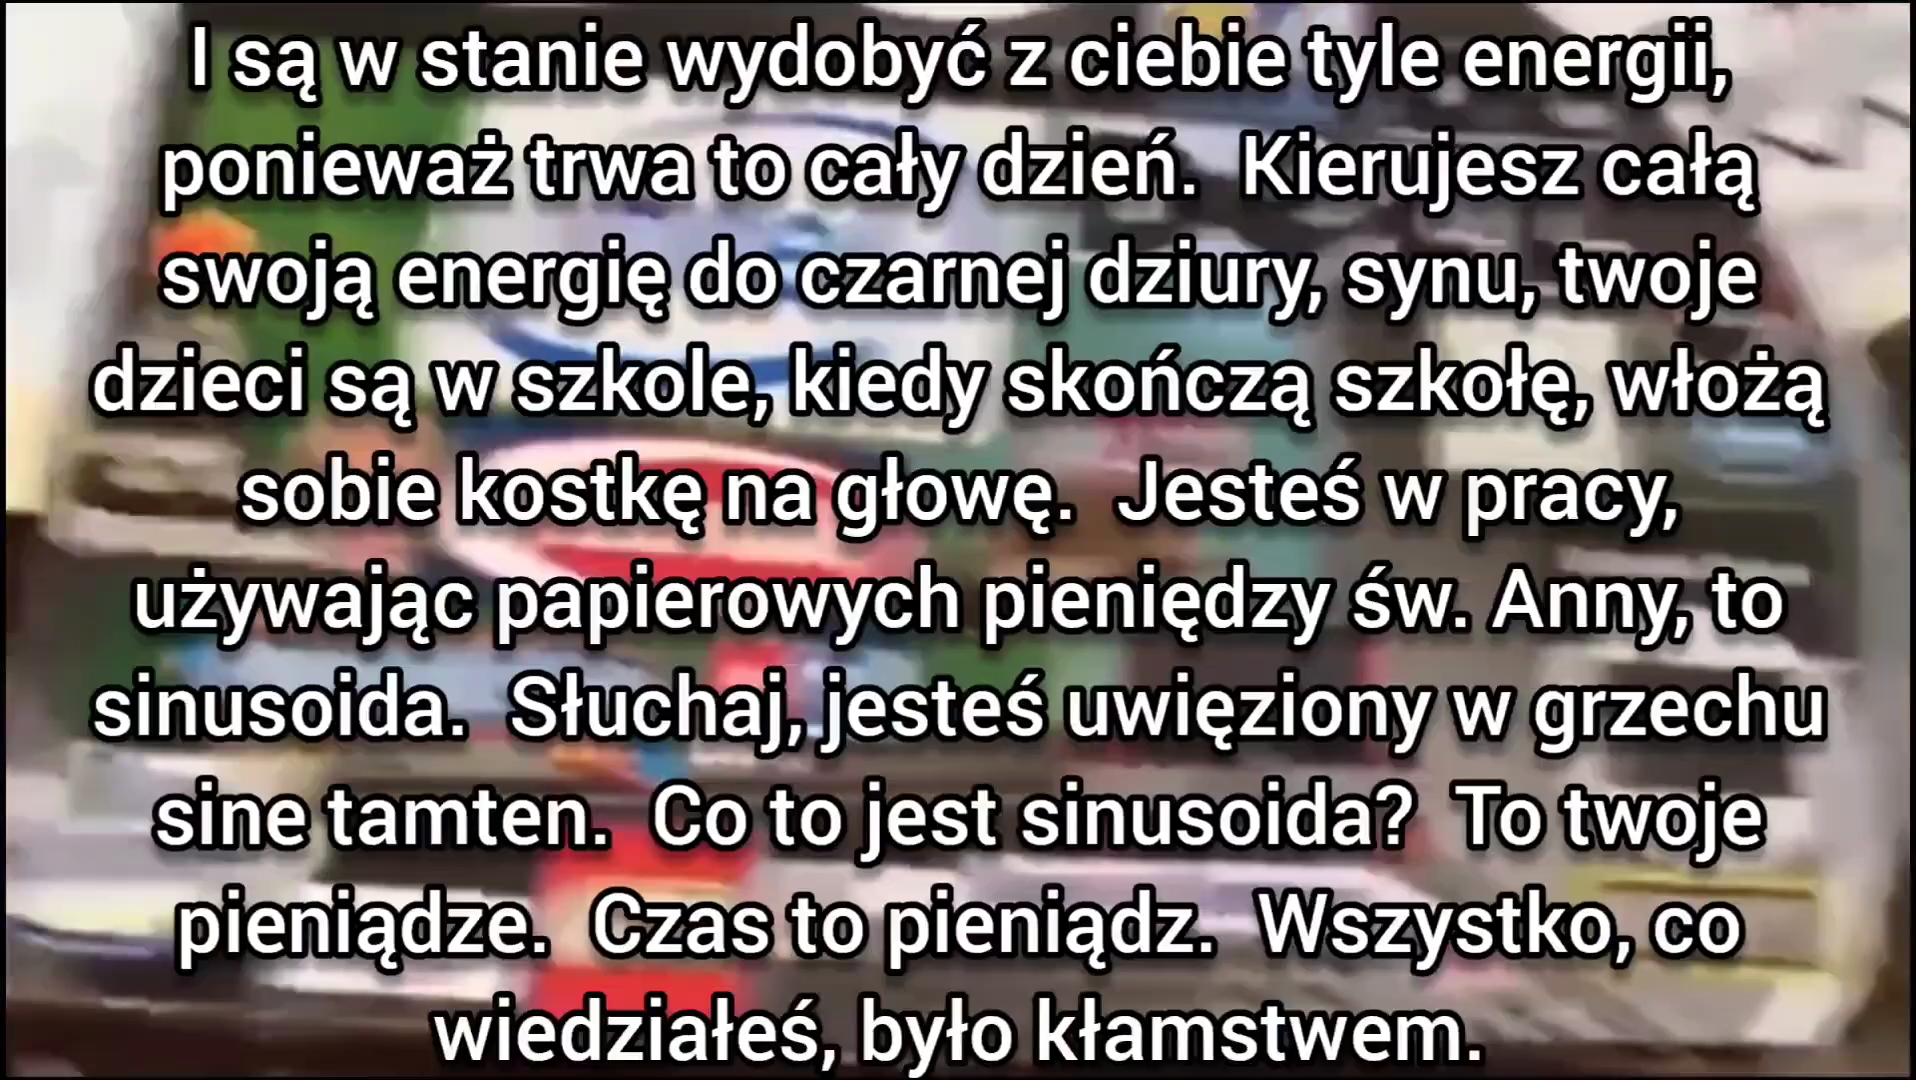 I są w stanie wydobyć z ciebie tyle energii,
ponieważ trwa to cały dzień. Kierujesz całą
swoją energię do czarnej dziury, synu, twoje
dzieci są w szkole, kiedy skończą szkołę, włożą
sobie kostkę na głowę. Jesteś w pracy,
używając papierowych pieniędzy św. Anny, to
sinusoida. Słuchaj, jesteś uwięziony w grzechu
sine tamten. Co to jest sinusoida? To twoje
pieniądze. Czas to pieniądz. Wszystko, co
wiedziałeś, było kłamstwem.